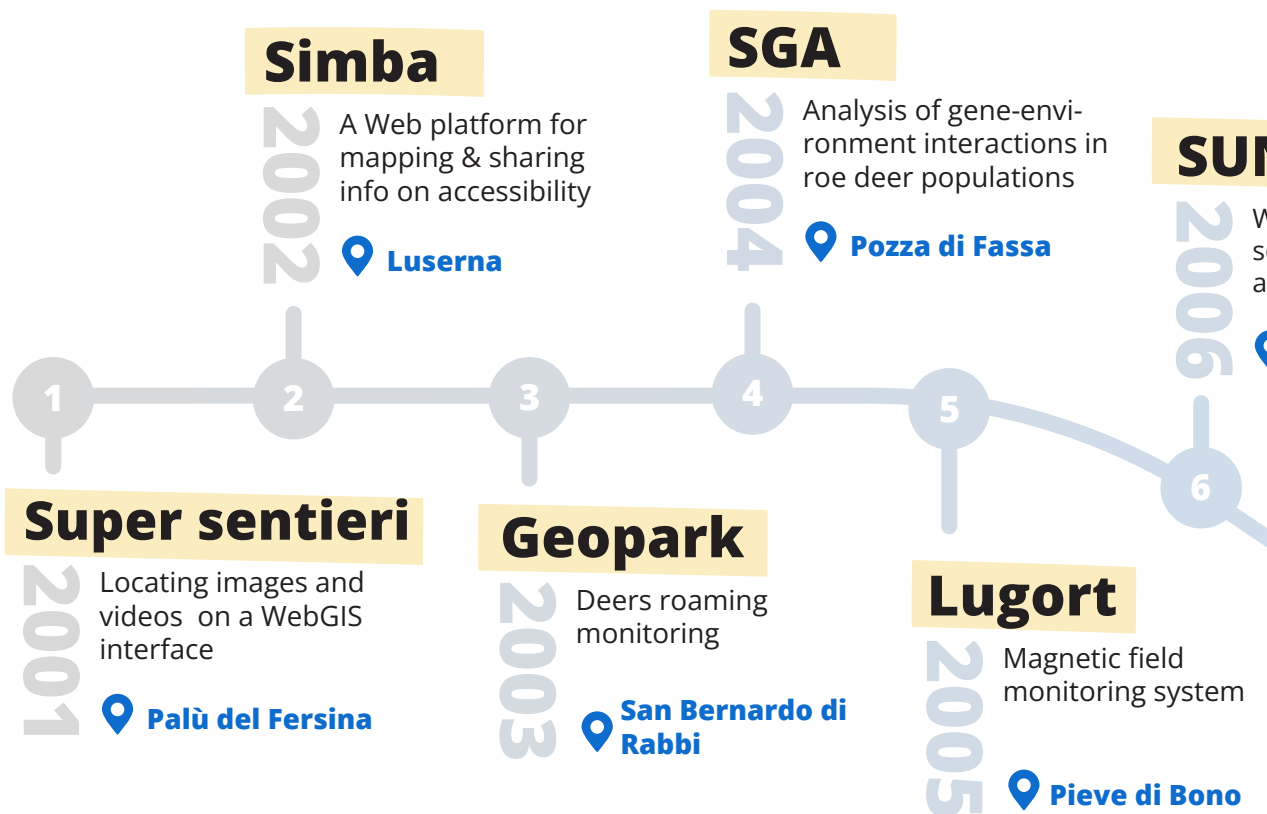 Simba
2002
A Web platform for
mapping & sharing
info on accessibility
Luserna
SGA
2004
Analysis of gene-envi-
ronment interactions in
roe deer populations
Pozza di Fassa
2006
1
2
3
4
5
6
Super sentieri
2001
Locating images and
videos on a WebGIS
interface
Palù del Fersina
Geopark
2003
Deers roaming
monitoring
San Bernardo di
Rabbi
Lugort
2005
Magnetic field
monitoring system
Pieve di Bono